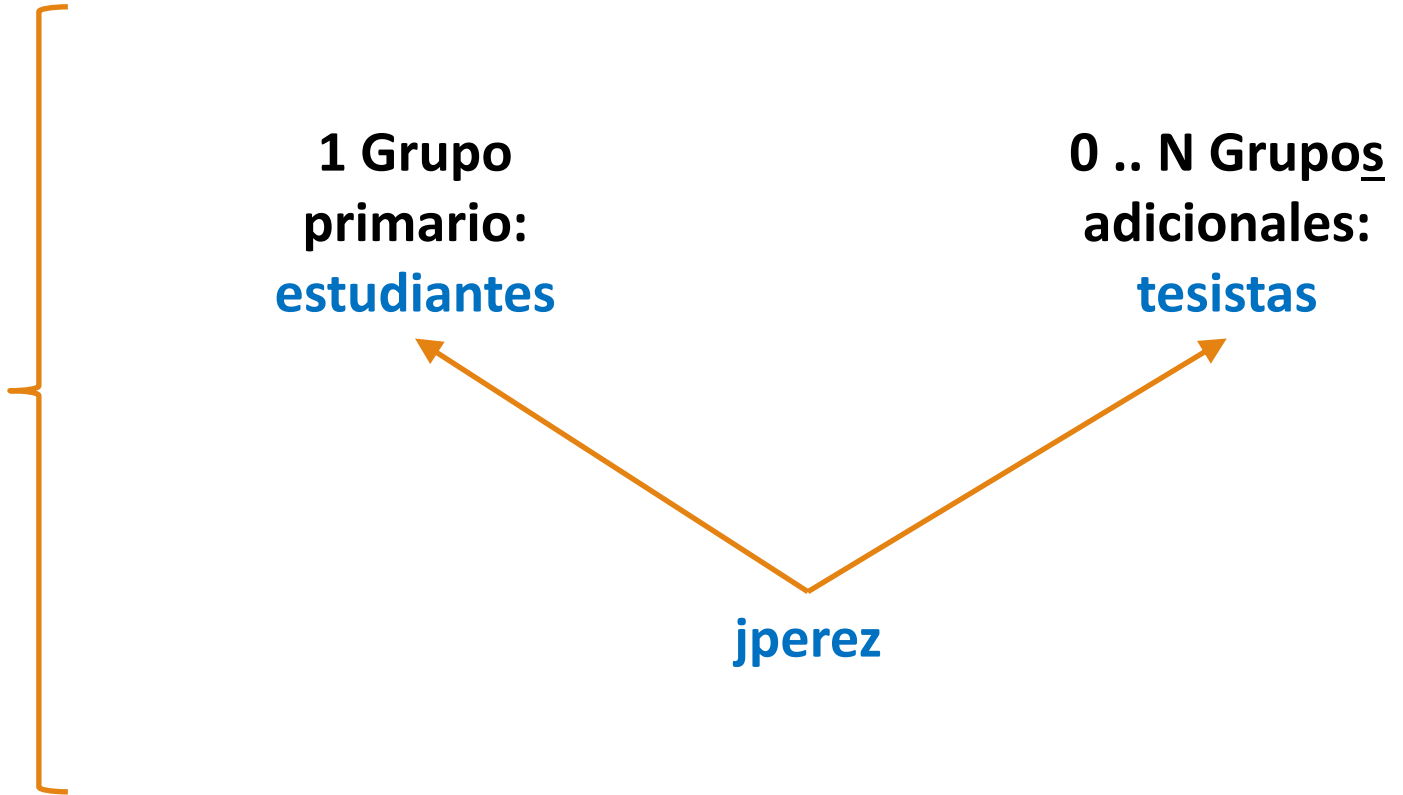 1 Grupo
primario:
estudiantes
0 .. N Grupos
adicionales:
tesistas
jperez